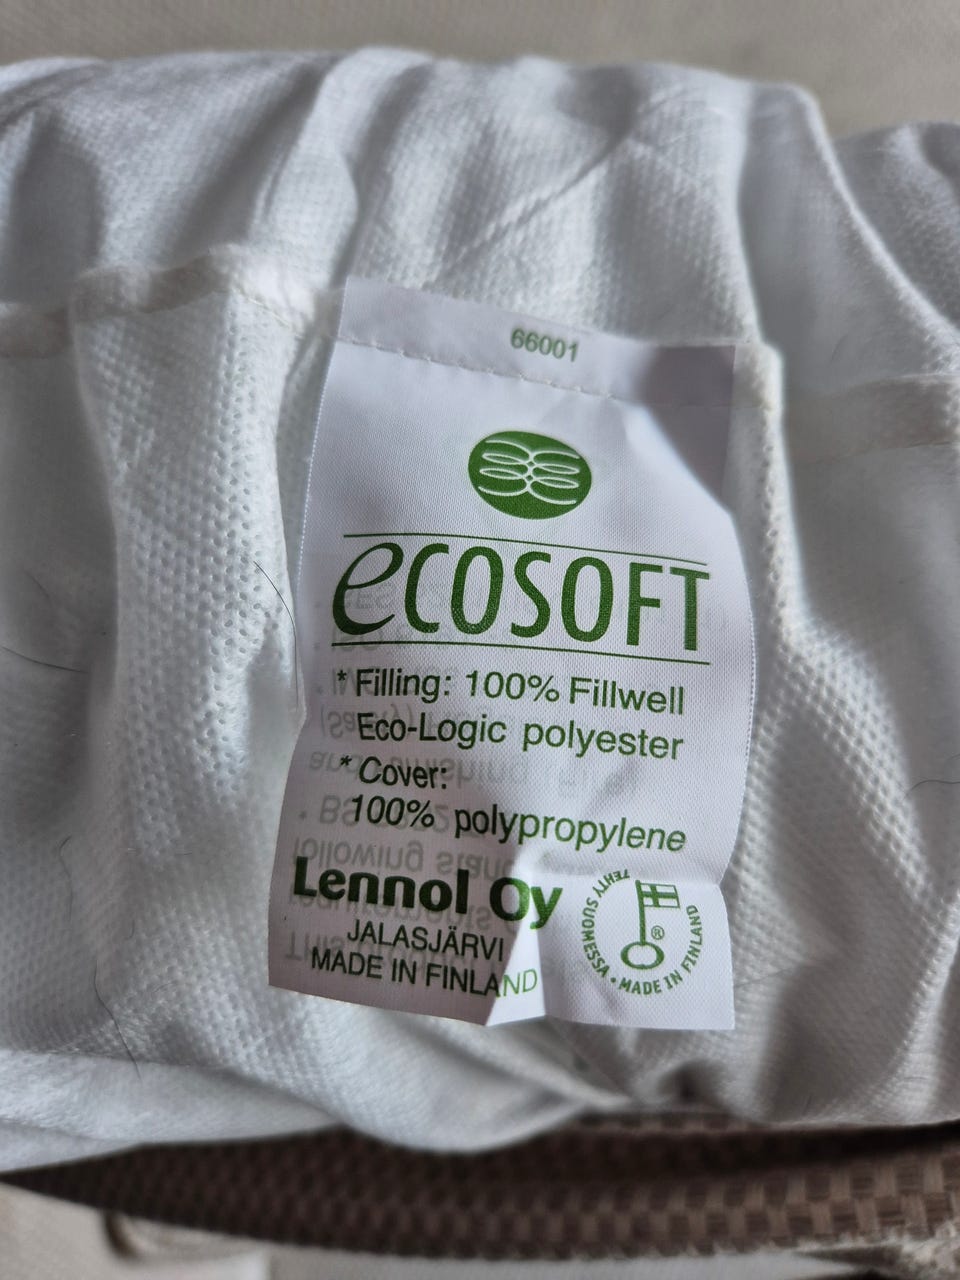 66001
ecosoft
* Filling: 100% Fillwell
Eco-Logic polyester
* Cover:
100% polypropylene
Lennol Oy
JALASJÄRVI
MADE IN FINLAND
TEHTY SUOMESSA • MADE IN FINLAND
®